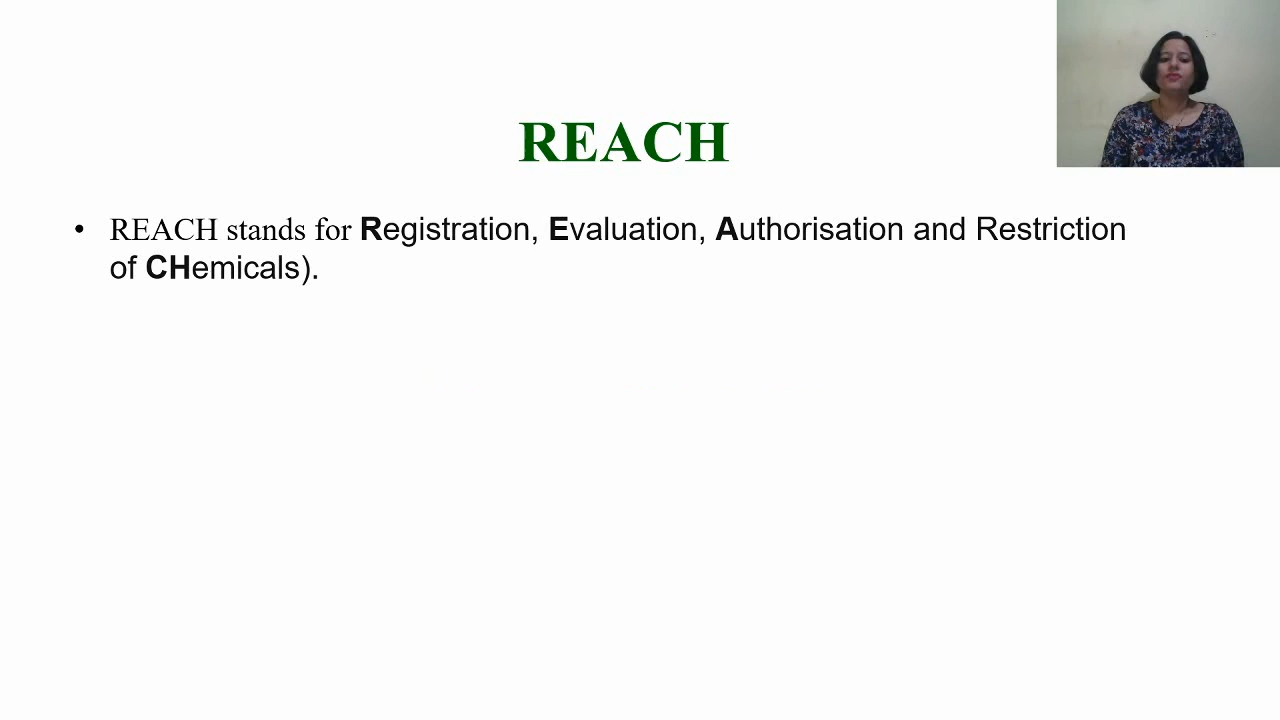 REACH
• REACH stands for Registration, Evaluation, Authorisation and Restriction
of CHemicals).